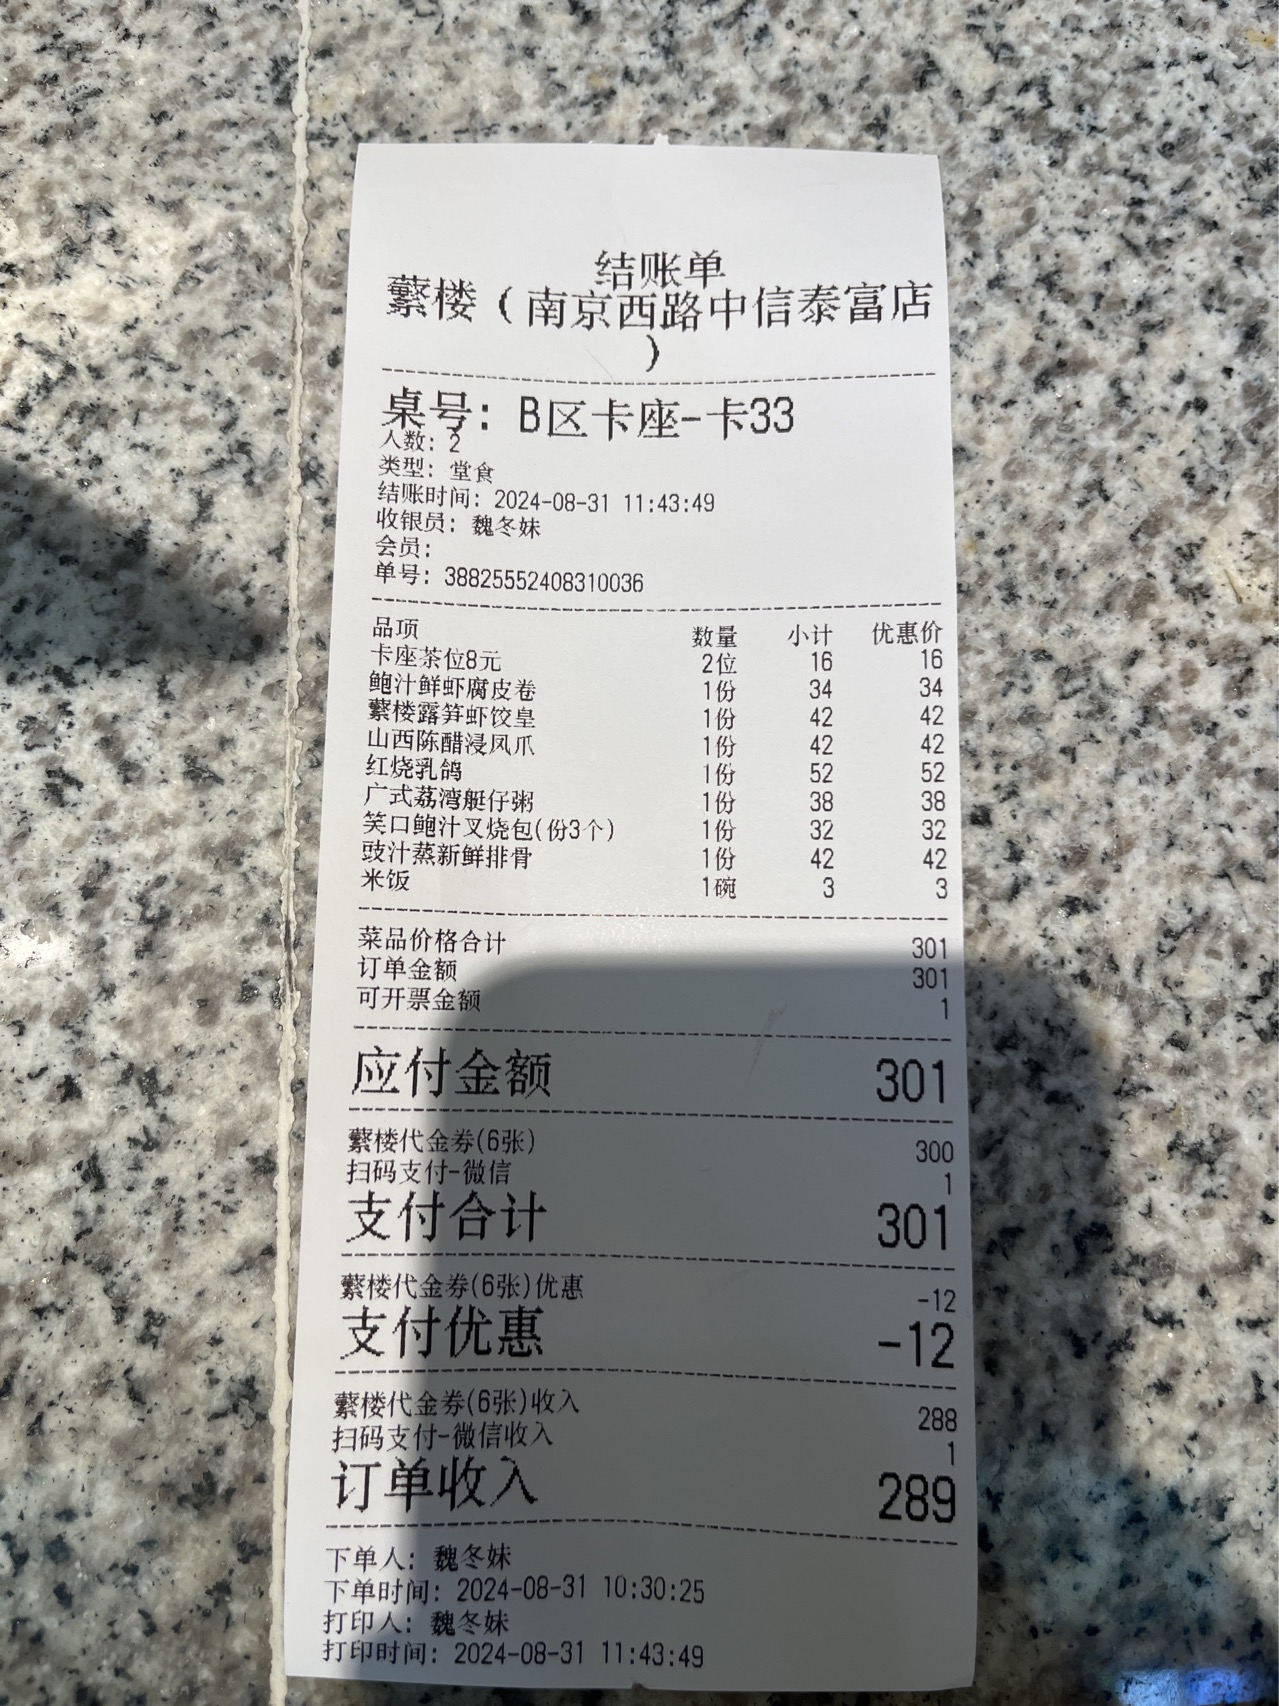 结账单
蘩楼（南京西路中信泰富店
）
桌号: B区卡座-卡33
人数: 2
类型: 堂食
结账时间: 2024-08-31 11:43:49
收银员: 魏冬妹
会员:
单号: 38825552408310036
品项 数量 小计 优惠价
卡座茶位8元 2位 16 16
鲍汁鲜虾腐皮卷 1份 34 34
蘩楼露笋虾饺皇 1份 42 42
山西陈醋浸凤爪 1份 42 42
红烧乳鸽 1份 52 52
广式荔湾艇仔粥 1份 38 38
笑口鲍汁叉烧包(份3个) 1份 32 32
豉汁蒸新鲜排骨 1份 42 42
米饭 1碗 3 3
菜品价格合计 301
订单金额 301
可开票金额 1
应付金额 301
蘩楼代金券(6张) 300
扫码支付-微信 1
支付合计 301
蘩楼代金券(6张)优惠 -12
支付优惠 -12
蘩楼代金券(6张)收入 288
扫码支付-微信收入 1
订单收入 289
下单人: 魏冬妹
下单时间: 2024-08-31 10:30:25
打印人: 魏冬妹
打印时间: 2024-08-31 11:43:49